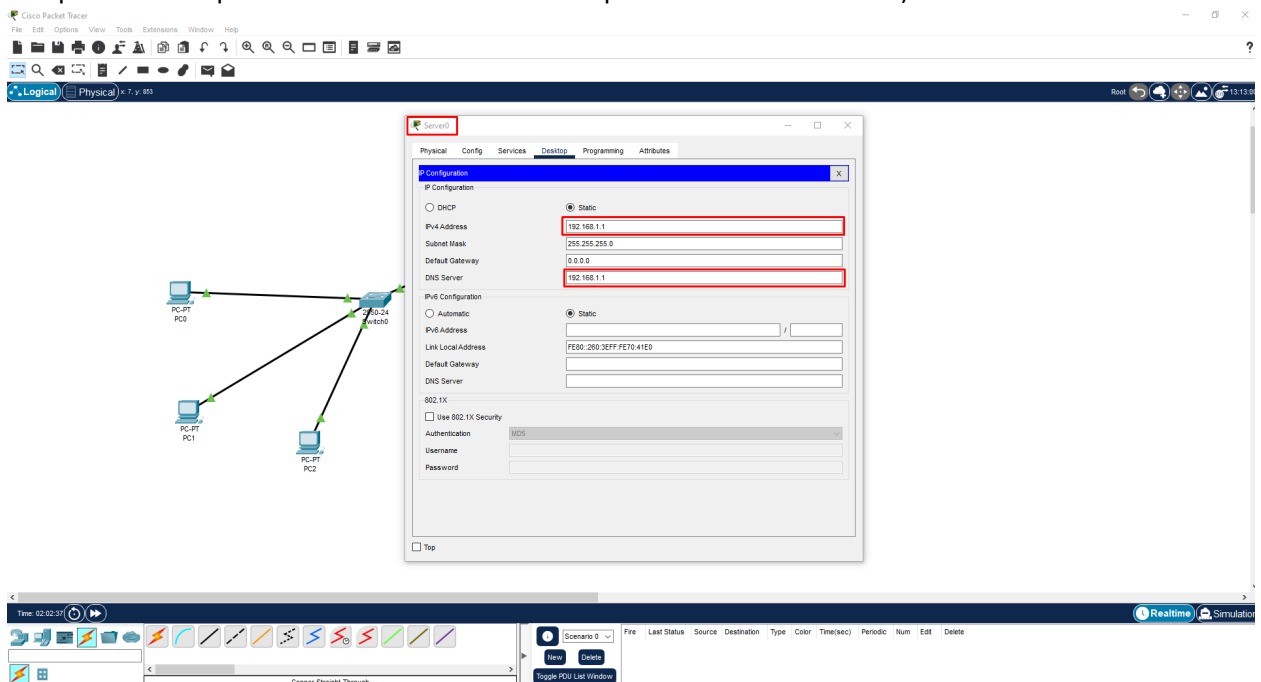 Cisco Packet Tracer
File Edit Options View Tools Extensions Window Help
?
Logical Physical x: 7, y: 853 Root 13:13:00
Server0
Physical Config Services Desktop Programming Attributes
IP Configuration X
IP Configuration
DHCP Static
IPv4 Address 192.168.1.1
Subnet Mask 255.255.255.0
Default Gateway 0.0.0.0
DNS Server 192.168.1.1
IPv6 Configuration
Automatic Static
IPv6 Address /
Link Local Address FE80::260:3EFF:FE70:41E0
Default Gateway
DNS Server
802.1X
Use 802.1X Security
Authentication MD5
Username
Password
Top
PC-PT
PC0
2950-24
Switch0
PC-PT
PC1
PC-PT
PC2
Time: 02:02:37 Realtime Simulation
Scenario 0 Fire Last Status Source Destination Type Color Time(sec) Periodic Num Edit Delete
New Delete
Toggle PDU List Window
Copper Straight-Through